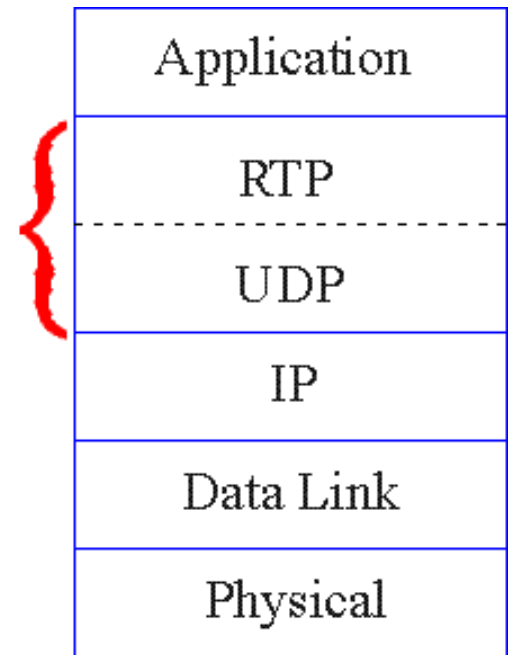 Application
RTP
UDP
IP
Data Link
Physical